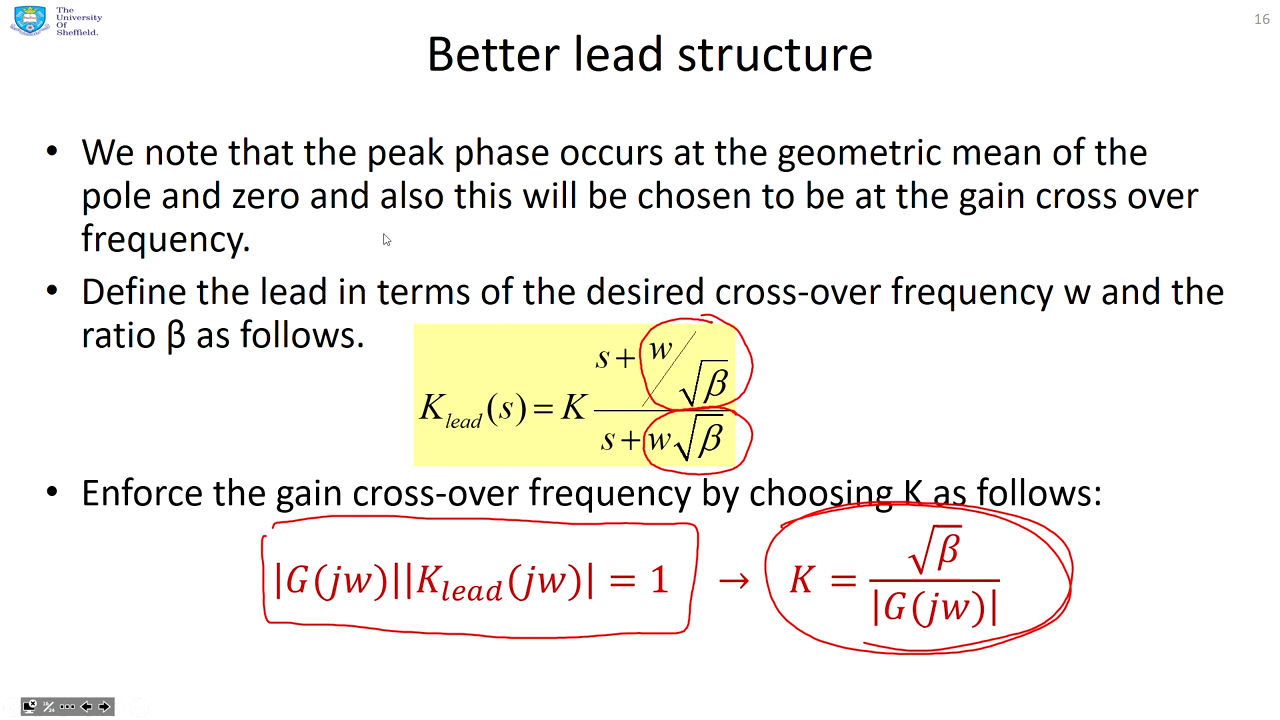 The
University
Of
Sheffield.
16
Better lead structure
• We note that the peak phase occurs at the geometric mean of the
pole and zero and also this will be chosen to be at the gain cross over
frequency.
• Define the lead in terms of the desired cross-over frequency w and the
ratio β as follows.
K_lead(s) = K (s + w/√β) / (s + w√β)
• Enforce the gain cross-over frequency by choosing K as follows:
|G(jw)||K_lead(jw)| = 1 → K = √β / |G(jw)|